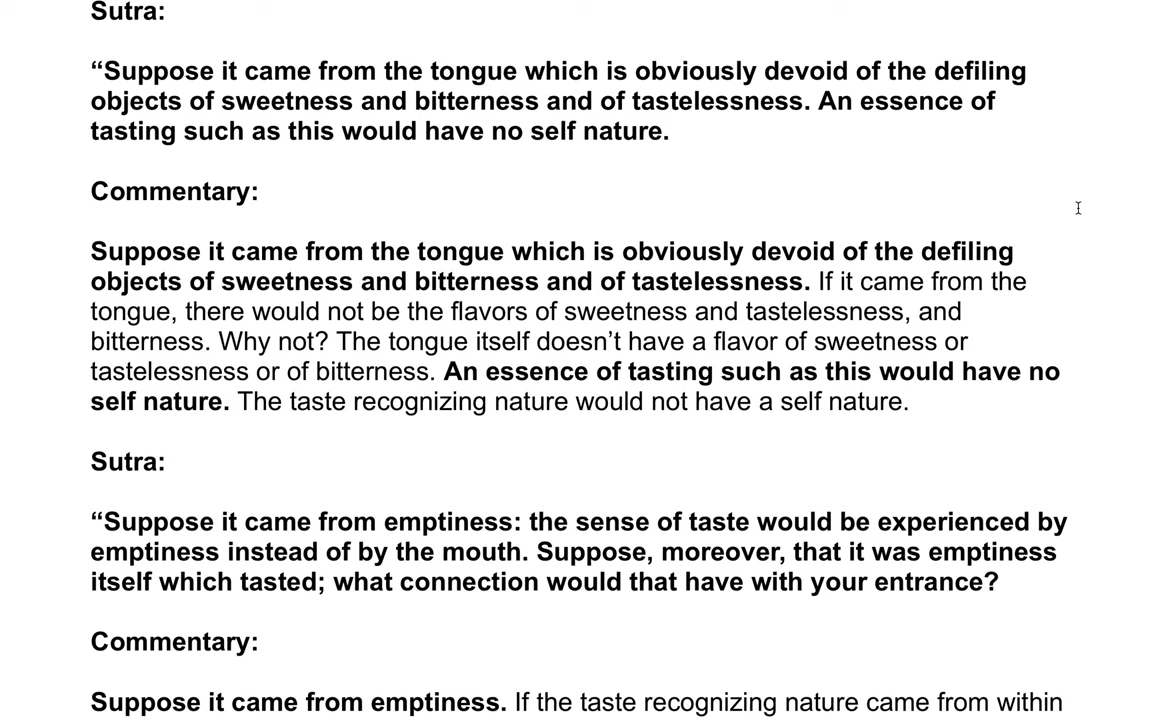 Sutra:
“Suppose it came from the tongue which is obviously devoid of the defiling
objects of sweetness and bitterness and of tastelessness. An essence of
tasting such as this would have no self nature.
Commentary:
Suppose it came from the tongue which is obviously devoid of the defiling
objects of sweetness and bitterness and of tastelessness. If it came from the
tongue, there would not be the flavors of sweetness and tastelessness, and
bitterness. Why not? The tongue itself doesn’t have a flavor of sweetness or
tastelessness or of bitterness. An essence of tasting such as this would have no
self nature. The taste recognizing nature would not have a self nature.
Sutra:
“Suppose it came from emptiness: the sense of taste would be experienced by
emptiness instead of by the mouth. Suppose, moreover, that it was emptiness
itself which tasted; what connection would that have with your entrance?
Commentary:
Suppose it came from emptiness. If the taste recognizing nature came from within